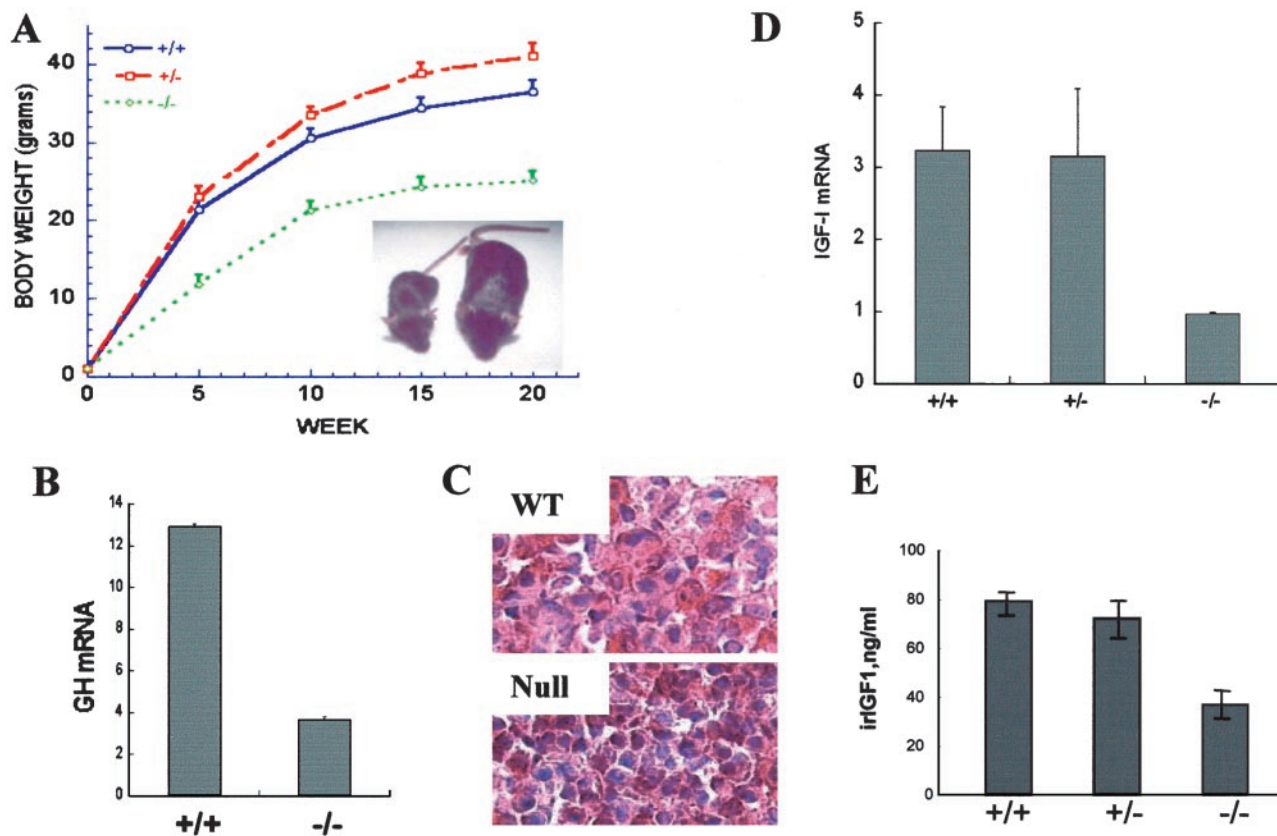 A
+/+
+/-
-/-
BODY WEIGHT (grams)
40
30
20
10
0
0 5 10 15 20
WEEK
B
GH mRNA
14
12
10
8
6
4
2
0
+/+ -/-
C
WT
Null
D
IGF-I mRNA
5
4
3
2
1
0
+/+ +/- -/-
E
irIGF1,ng/ml
100
80
60
40
20
0
+/+ +/- -/-